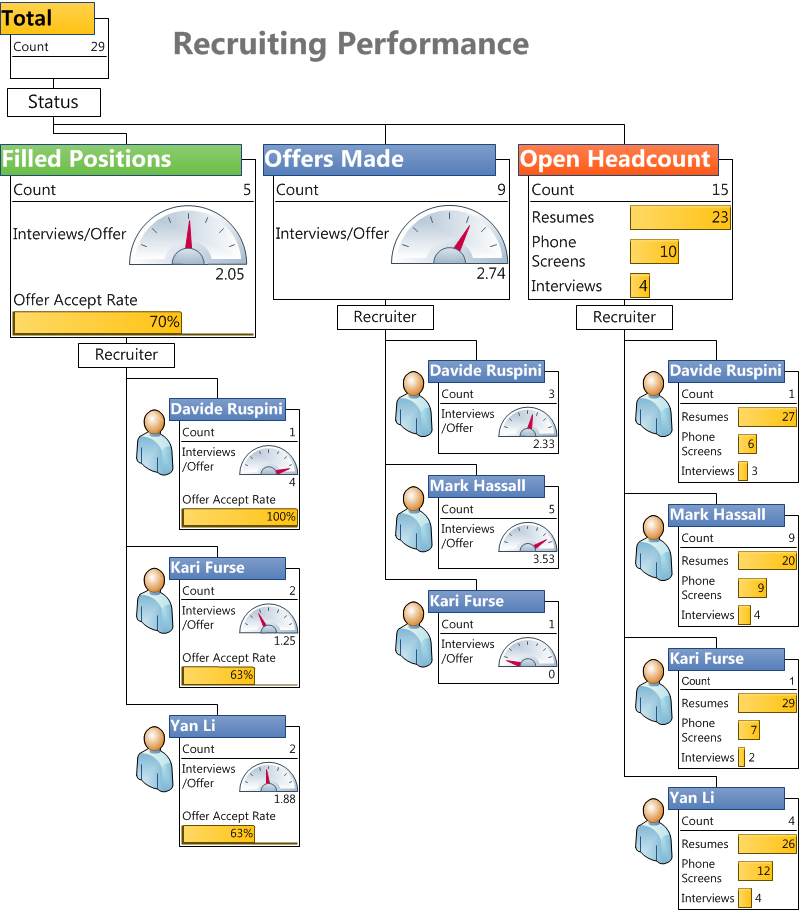 Total
Count 29
Recruiting Performance
Status
Filled Positions
Count 5
Interviews/Offer
2.05
Offer Accept Rate
70%
Recruiter
Davide Ruspini
Count 1
Interviews
/Offer
4
Offer Accept Rate
100%
Kari Furse
Count 2
Interviews
/Offer
1.25
Offer Accept Rate
63%
Yan Li
Count 2
Interviews
/Offer
1.88
Offer Accept Rate
63%
Offers Made
Count 9
Interviews/Offer
2.74
Recruiter
Davide Ruspini
Count 3
Interviews
/Offer
2.33
Mark Hassall
Count 5
Interviews
/Offer
3.53
Kari Furse
Count 1
Interviews
/Offer
0
Open Headcount
Count 15
Resumes 23
Phone
Screens 10
Interviews 4
Recruiter
Davide Ruspini
Count 1
Resumes 27
Phone
Screens 6
Interviews 3
Mark Hassall
Count 9
Resumes 20
Phone
Screens 9
Interviews 4
Kari Furse
Count 1
Resumes 29
Phone
Screens 7
Interviews 2
Yan Li
Count 4
Resumes 26
Phone
Screens 12
Interviews 4